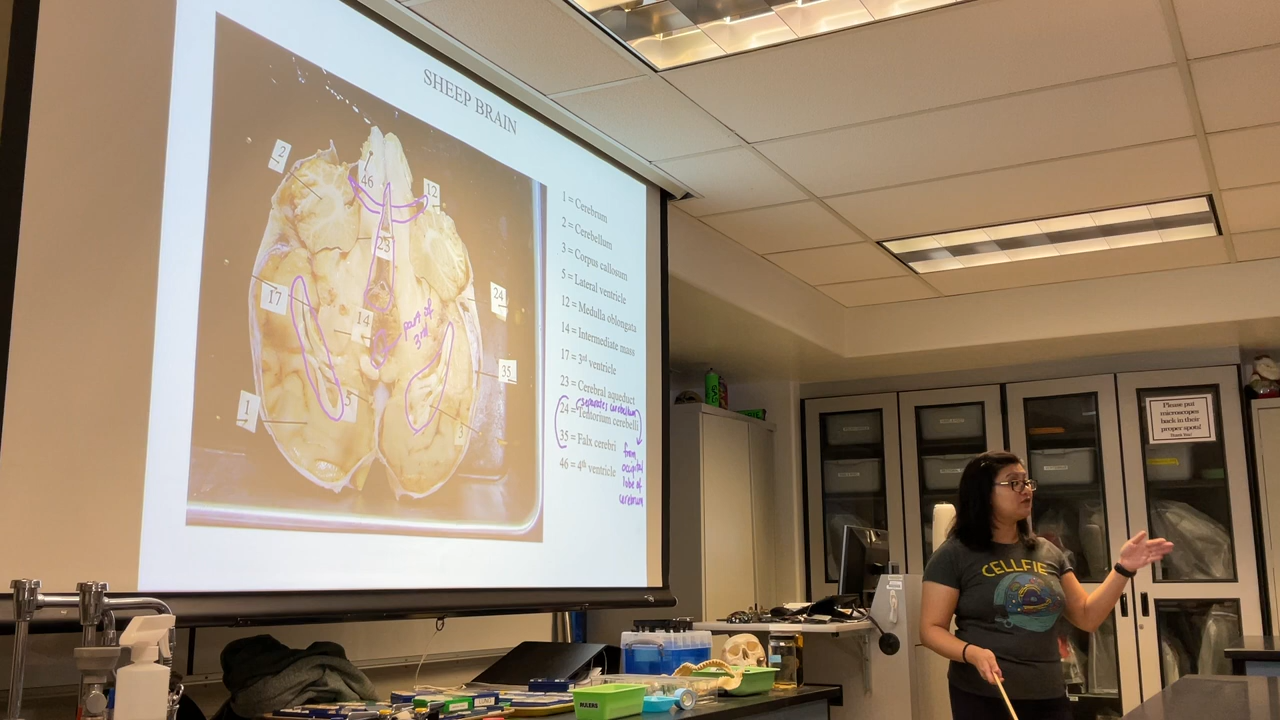 SHEEP BRAIN
2
46
12
23
17
24
14
part of
3rd
35
1
5
3
1 = Cerebrum
2 = Cerebellum
3 = Corpus callosum
5 = Lateral ventricle
12 = Medulla oblongata
14 = Intermediate mass
17 = 3rd ventricle
23 = Cerebral aqueduct
separates cerebellum
24 = Tentorium cerebelli
35 = Falx cerebri
from
occipital
lobe of
cerebrum
46 = 4th ventricle
Please put
microscopes
back in their
proper spots!
Thank You!
CELLFIE
RULERS